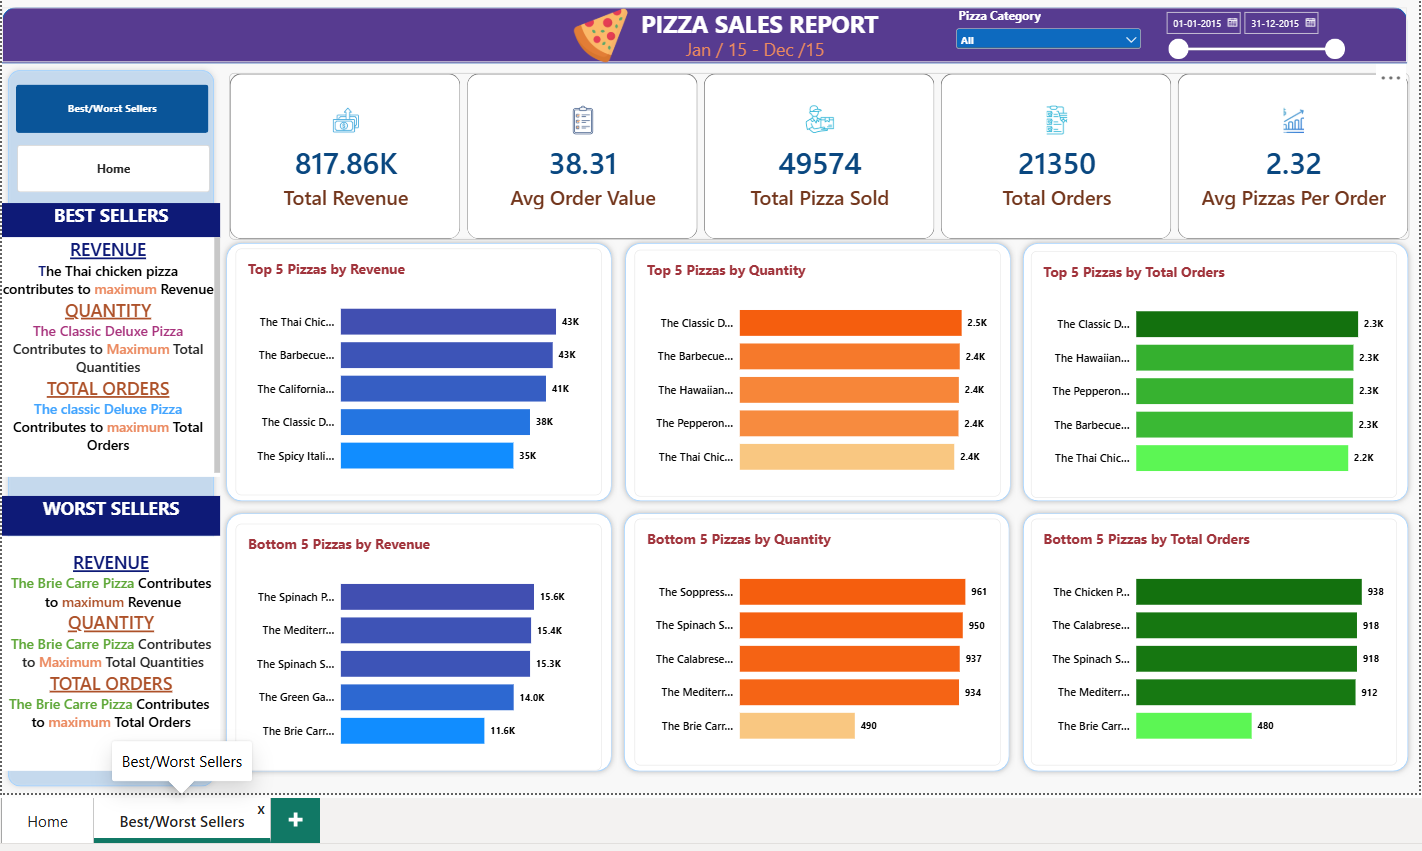 PIZZA SALES REPORT
Jan / 15 - Dec /15
Pizza Category
All
01-01-2015
31-12-2015
Best/Worst Sellers
Home
817.86K
Total Revenue
38.31
Avg Order Value
49574
Total Pizza Sold
21350
Total Orders
2.32
Avg Pizzas Per Order
BEST SELLERS
REVENUE
The Thai chicken pizza
contributes to maximum Revenue
QUANTITY
The Classic Deluxe Pizza
Contributes to Maximum Total
Quantities
TOTAL ORDERS
The classic Deluxe Pizza
Contributes to maximum Total
Orders
WORST SELLERS
REVENUE
The Brie Carre Pizza Contributes
to maximum Revenue
QUANTITY
The Brie Carre Pizza Contributes
to Maximum Total Quantities
TOTAL ORDERS
The Brie Carre Pizza Contributes
to maximum Total Orders
Top 5 Pizzas by Revenue
The Thai Chic... 43K
The Barbecue... 43K
The California... 41K
The Classic D... 38K
The Spicy Itali... 35K
Top 5 Pizzas by Quantity
The Classic D... 2.5K
The Barbecue... 2.4K
The Hawaiian... 2.4K
The Pepperon... 2.4K
The Thai Chic... 2.4K
Top 5 Pizzas by Total Orders
The Classic D... 2.3K
The Hawaiian... 2.3K
The Pepperon... 2.3K
The Barbecue... 2.3K
The Thai Chic... 2.2K
Bottom 5 Pizzas by Revenue
The Spinach P... 15.6K
The Mediterr... 15.4K
The Spinach S... 15.3K
The Green Ga... 14.0K
The Brie Carr... 11.6K
Bottom 5 Pizzas by Quantity
The Soppress... 961
The Spinach S... 950
The Calabrese... 937
The Mediterr... 934
The Brie Carr... 490
Bottom 5 Pizzas by Total Orders
The Chicken P... 938
The Calabrese... 918
The Spinach S... 918
The Mediterr... 912
The Brie Carr... 480
Best/Worst Sellers
Home
Best/Worst Sellers
X
+